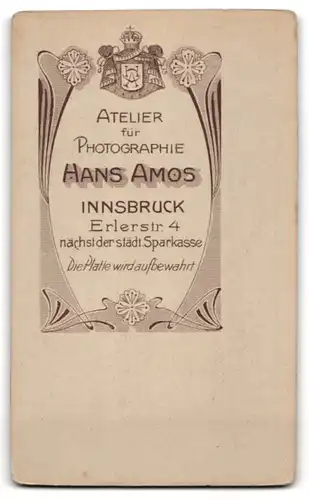 ATELIER
für
PHOTOGRAPHIE
HANS AMOS
INNSBRUCK
Erlerstr. 4
nächst der städt. Sparkasse
Die Platte wird aufbewahrt